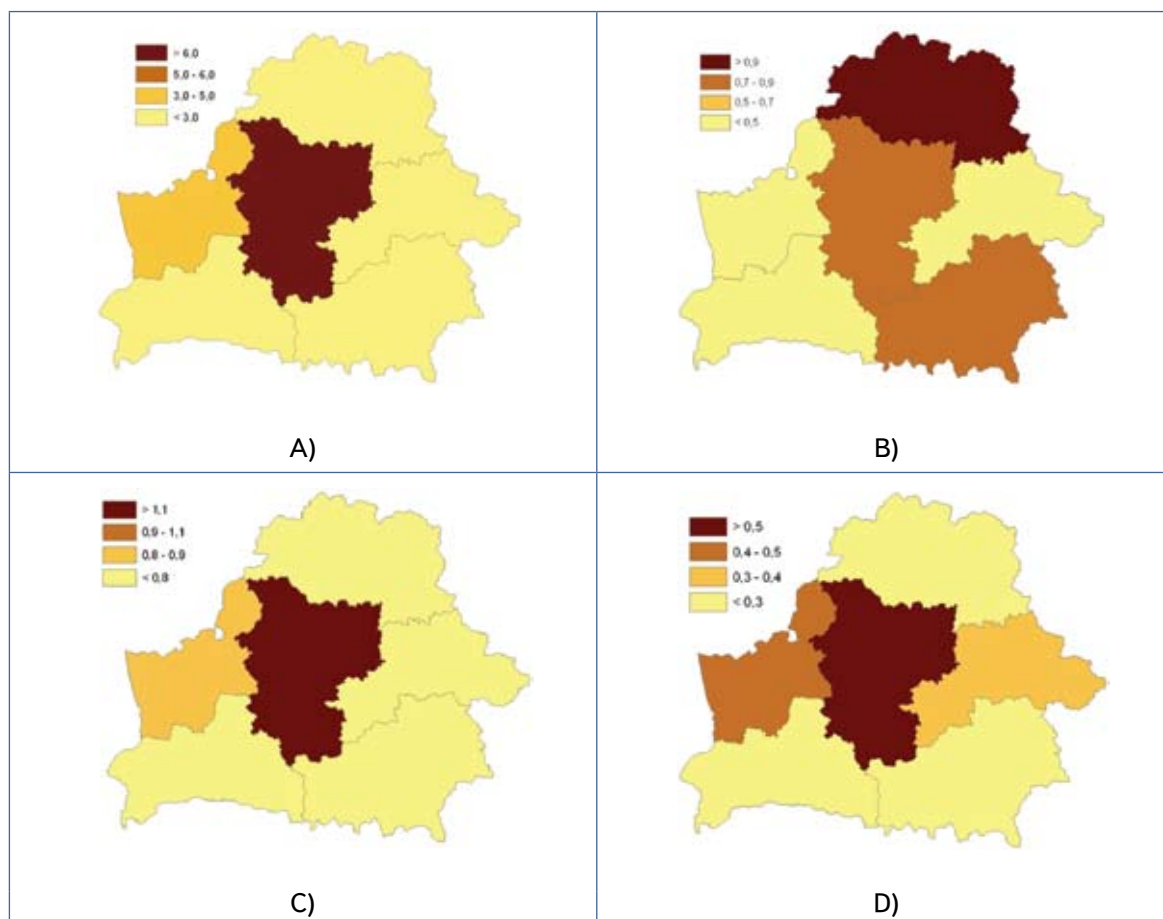 > 6,0
5,0 - 6,0
3,0 - 5,0
< 3,0
A)
> 0,9
0,7 - 0,9
0,5 - 0,7
< 0,5
B)
> 1,1
0,9 - 1,1
0,8 - 0,9
< 0,8
C)
> 0,5
0,4 - 0,5
0,3 - 0,4
< 0,3
D)